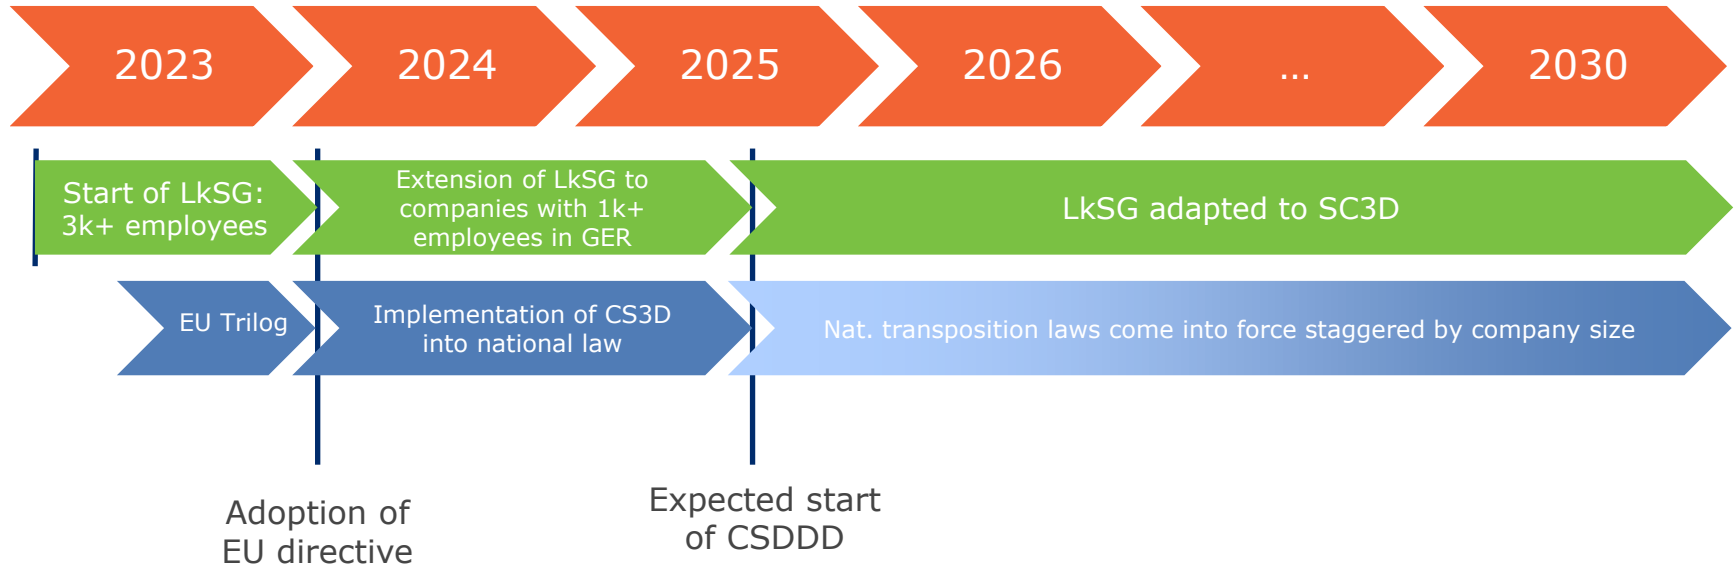 2023
2024
2025
2026
...
2030
Start of LkSG:
3k+ employees
Extension of LkSG to
companies with 1k+
employees in GER
LkSG adapted to SC3D
EU Trilog
Implementation of CS3D
into national law
Nat. transposition laws come into force staggered by company size
Adoption of
EU directive
Expected start
of CSDDD